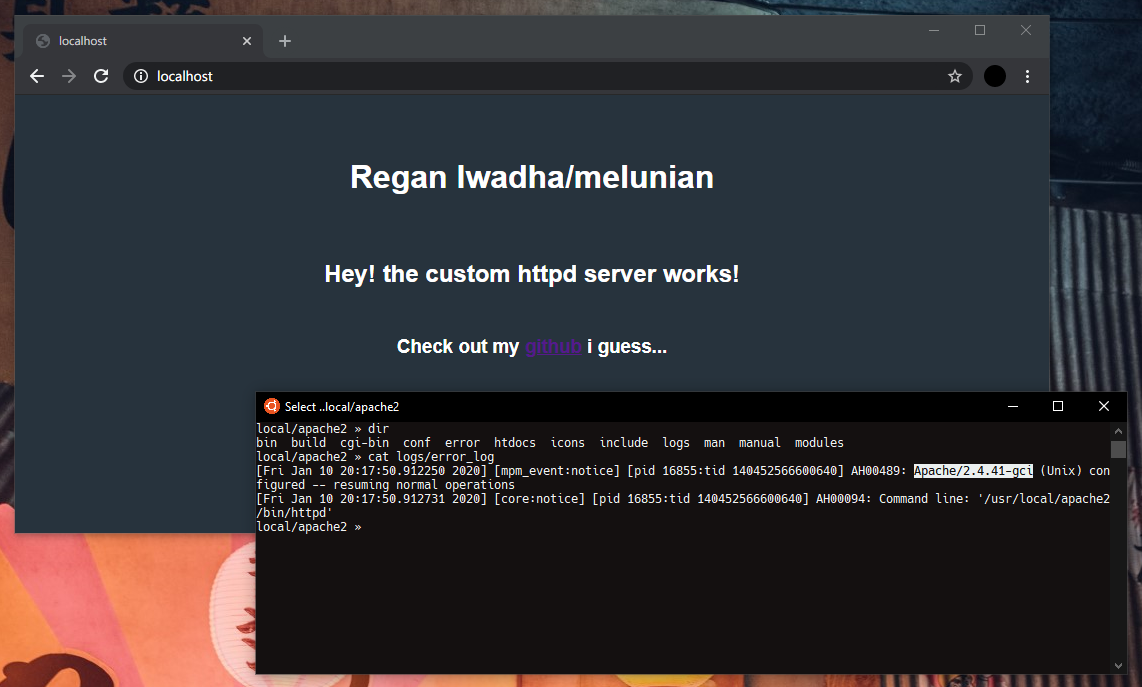 localhost
localhost
Regan lwadha/melunian
Hey! the custom httpd server works!
Check out my github i guess...
Select ..local/apache2
local/apache2 » dir
bin build cgi-bin conf error htdocs icons include logs man manual modules
local/apache2 » cat logs/error_log
[Fri Jan 10 20:17:50.912250 2020] [mpm_event:notice] [pid 16855:tid 140452566600640] AH00489: Apache/2.4.41-gci (Unix) con
figured -- resuming normal operations
[Fri Jan 10 20:17:50.912731 2020] [core:notice] [pid 16855:tid 140452566600640] AH00094: Command line: '/usr/local/apache2
/bin/httpd'
local/apache2 »